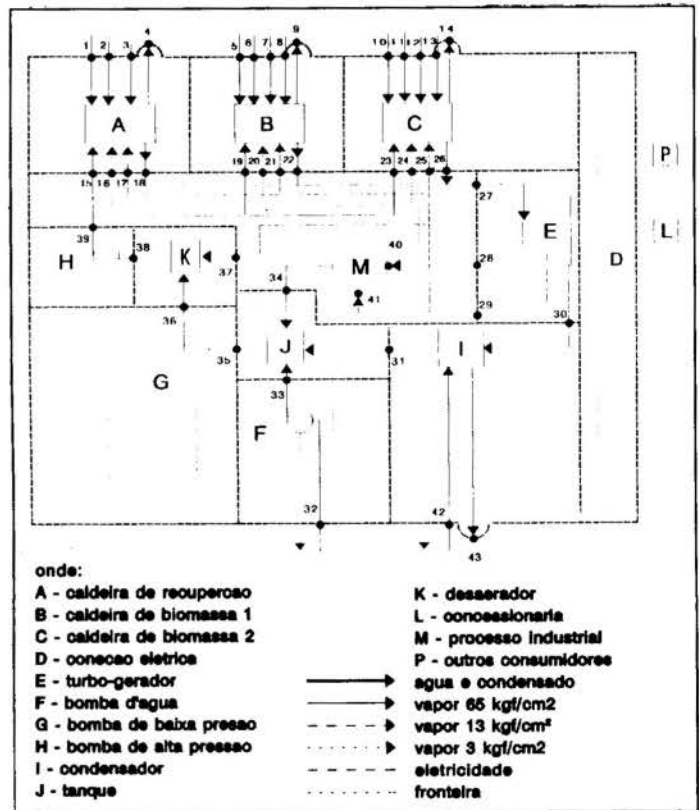 1 2 3 4 5 6 7 8 9 10 11 12 13 14
A B C
P
15 16 17 18 19 20 21 22 23 24 25 26 27
39 38 40 L
H K M E D
37 28
34 41 29
36 30
J I
35 31
G 33
F
32 42 43
onde:
A - caldeira de recupercao
B - caldeira de biomassa 1
C - caldeira de biomassa 2
D - conecao eletrica
E - turbo-gerador
F - bomba d'agua
G - bomba de baixa presao
H - bomba de alta pressao
I - condensador
J - tanque
K - desaerador
L - concessionaria
M - processo industrial
P - outros consumidores
agua e condensado
vapor 65 kgf/cm2
vapor 13 kgf/cm²
vapor 3 kgf/cm2
eletricidade
fronteira